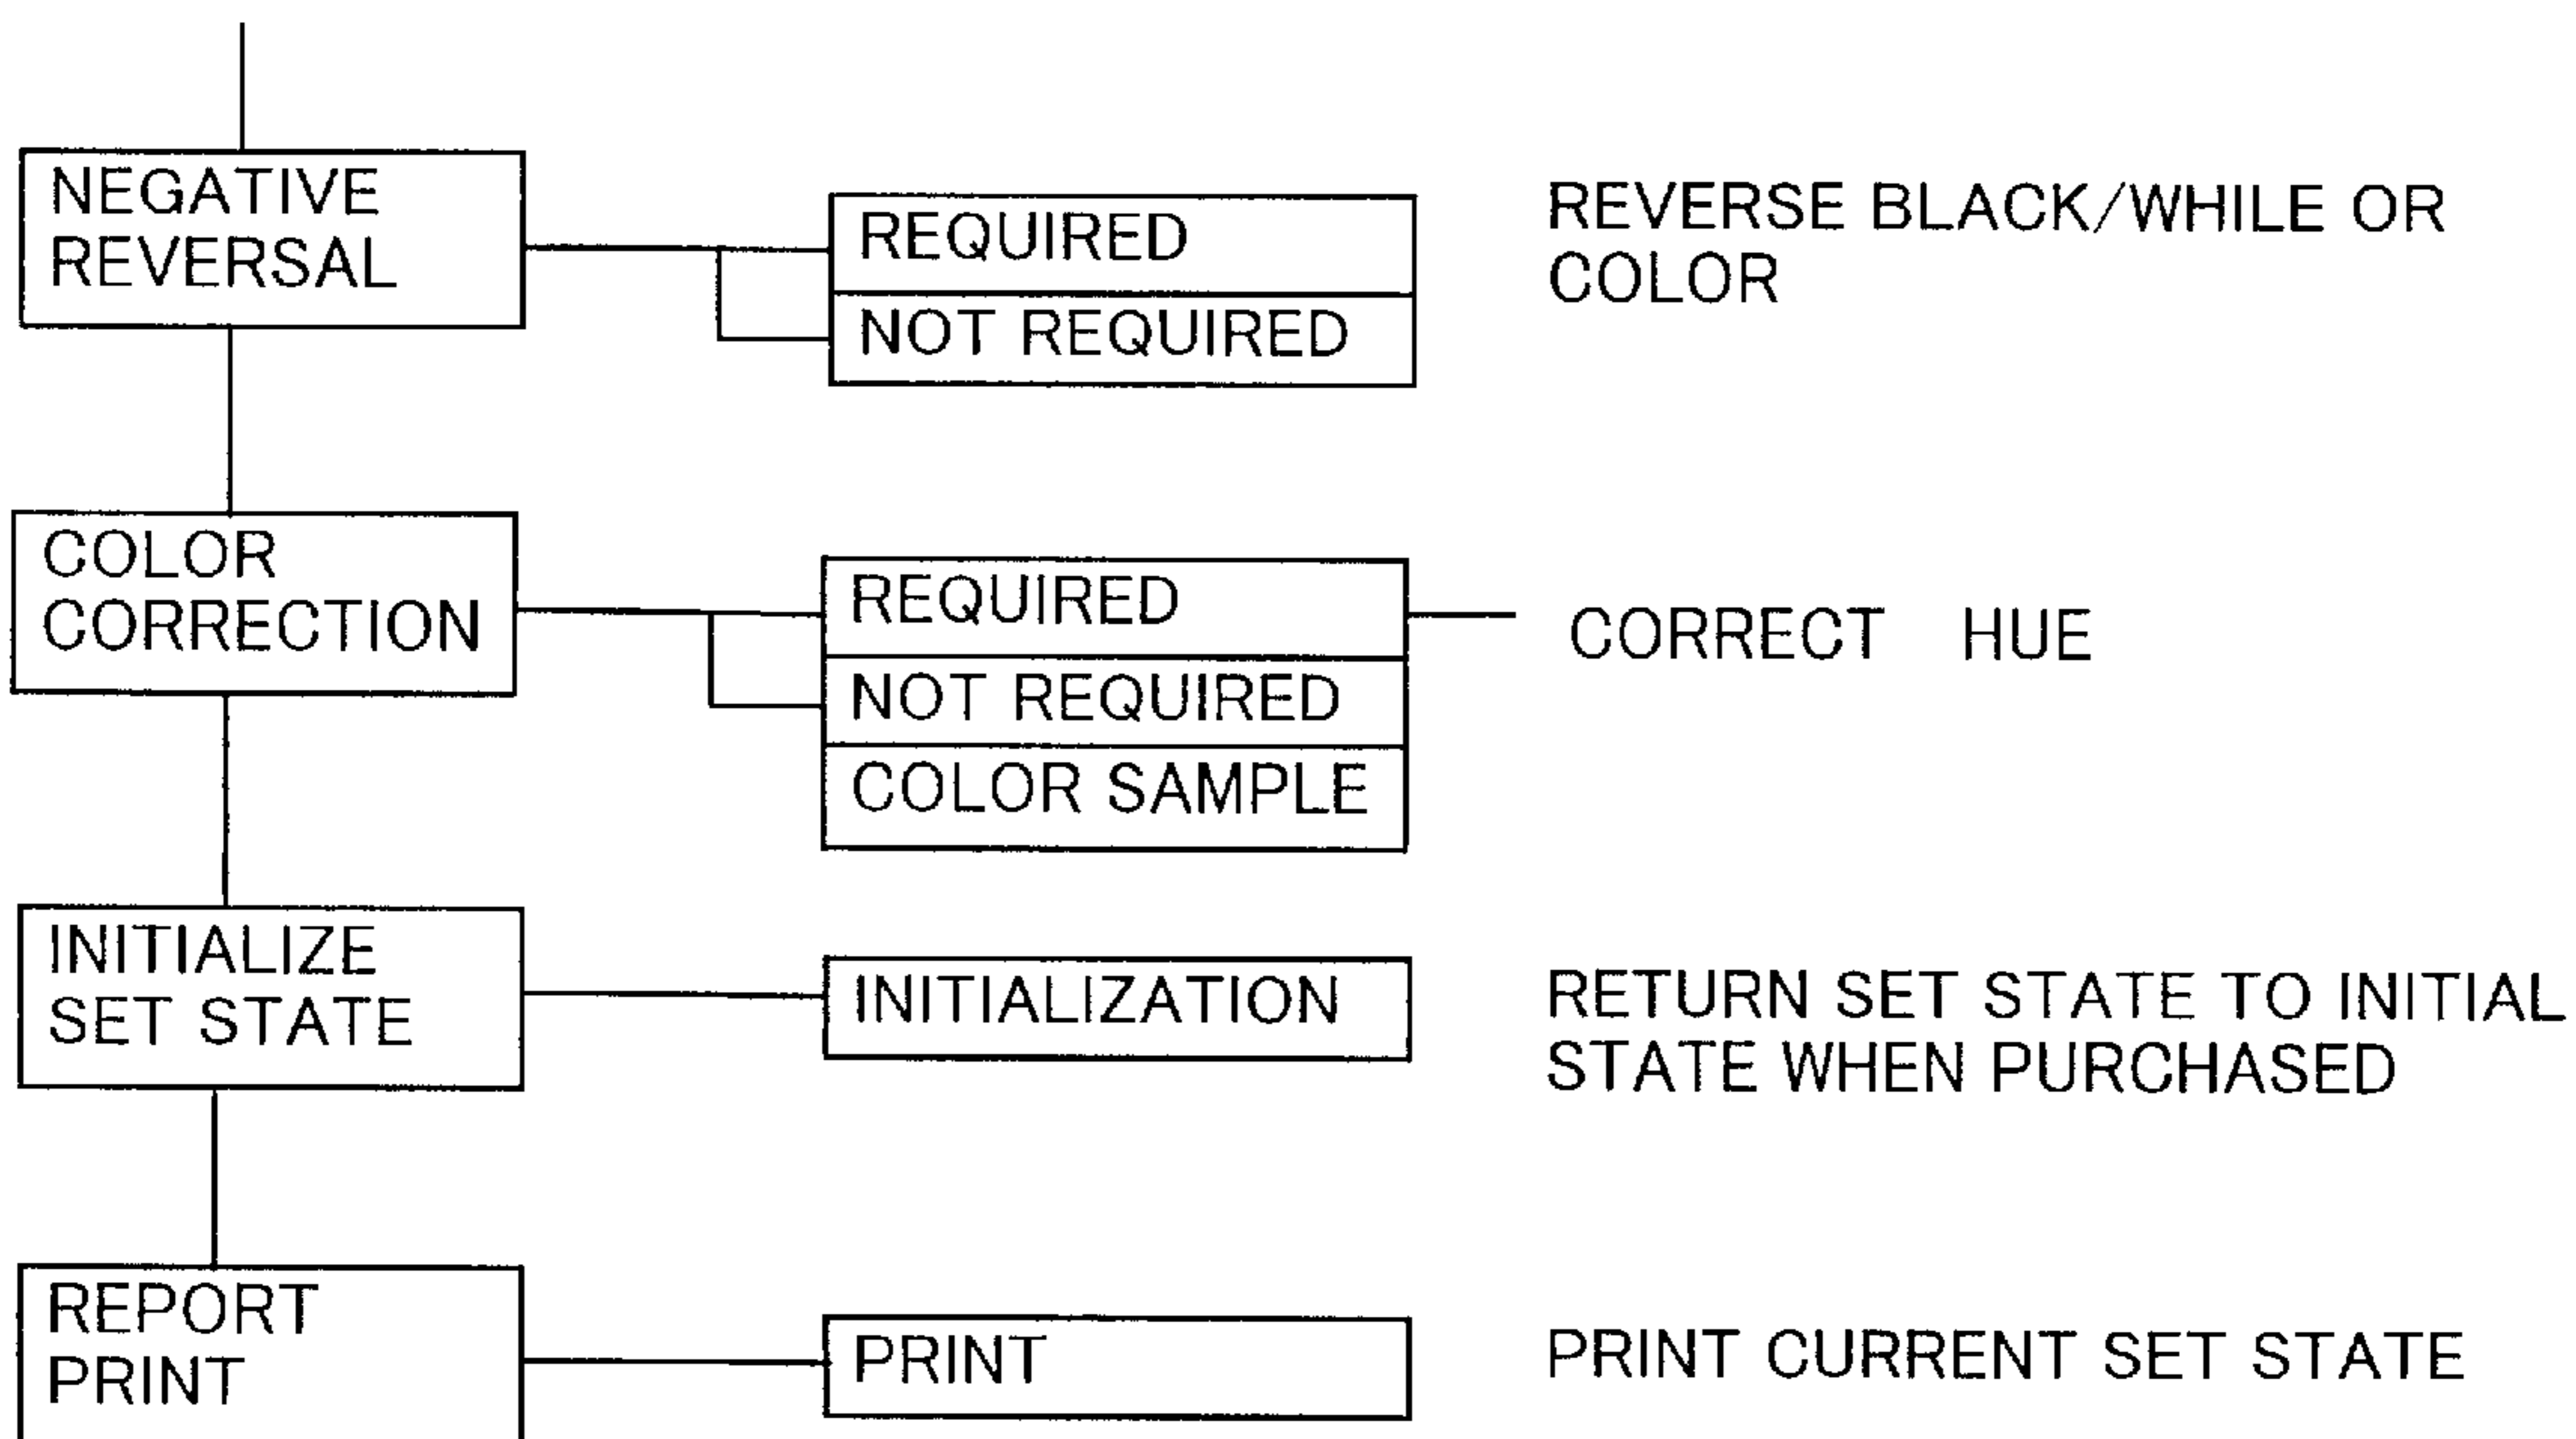 NEGATIVE
REVERSAL
REQUIRED
NOT REQUIRED
REVERSE BLACK/WHILE OR
COLOR
COLOR
CORRECTION
REQUIRED
NOT REQUIRED
COLOR SAMPLE
CORRECT HUE
INITIALIZE
SET STATE
INITIALIZATION
RETURN SET STATE TO INITIAL
STATE WHEN PURCHASED
REPORT
PRINT
PRINT
PRINT CURRENT SET STATE